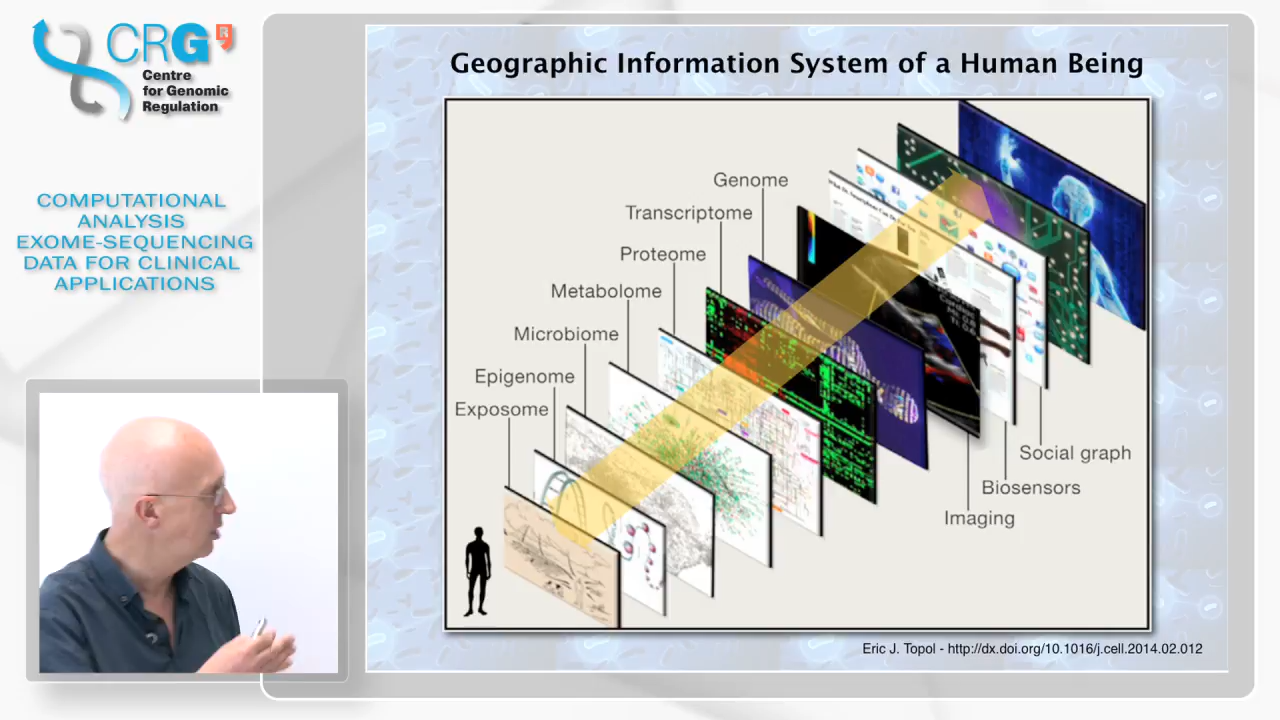 CRG
Centre
for Genomic
Regulation
COMPUTATIONAL
ANALYSIS
EXOME-SEQUENCING
DATA FOR CLINICAL
APPLICATIONS
Geographic Information System of a Human Being
Genome
Transcriptome
Proteome
Metabolome
Microbiome
Epigenome
Exposome
Social graph
Biosensors
Imaging
Eric J. Topol - http://dx.doi.org/10.1016/j.cell.2014.02.012